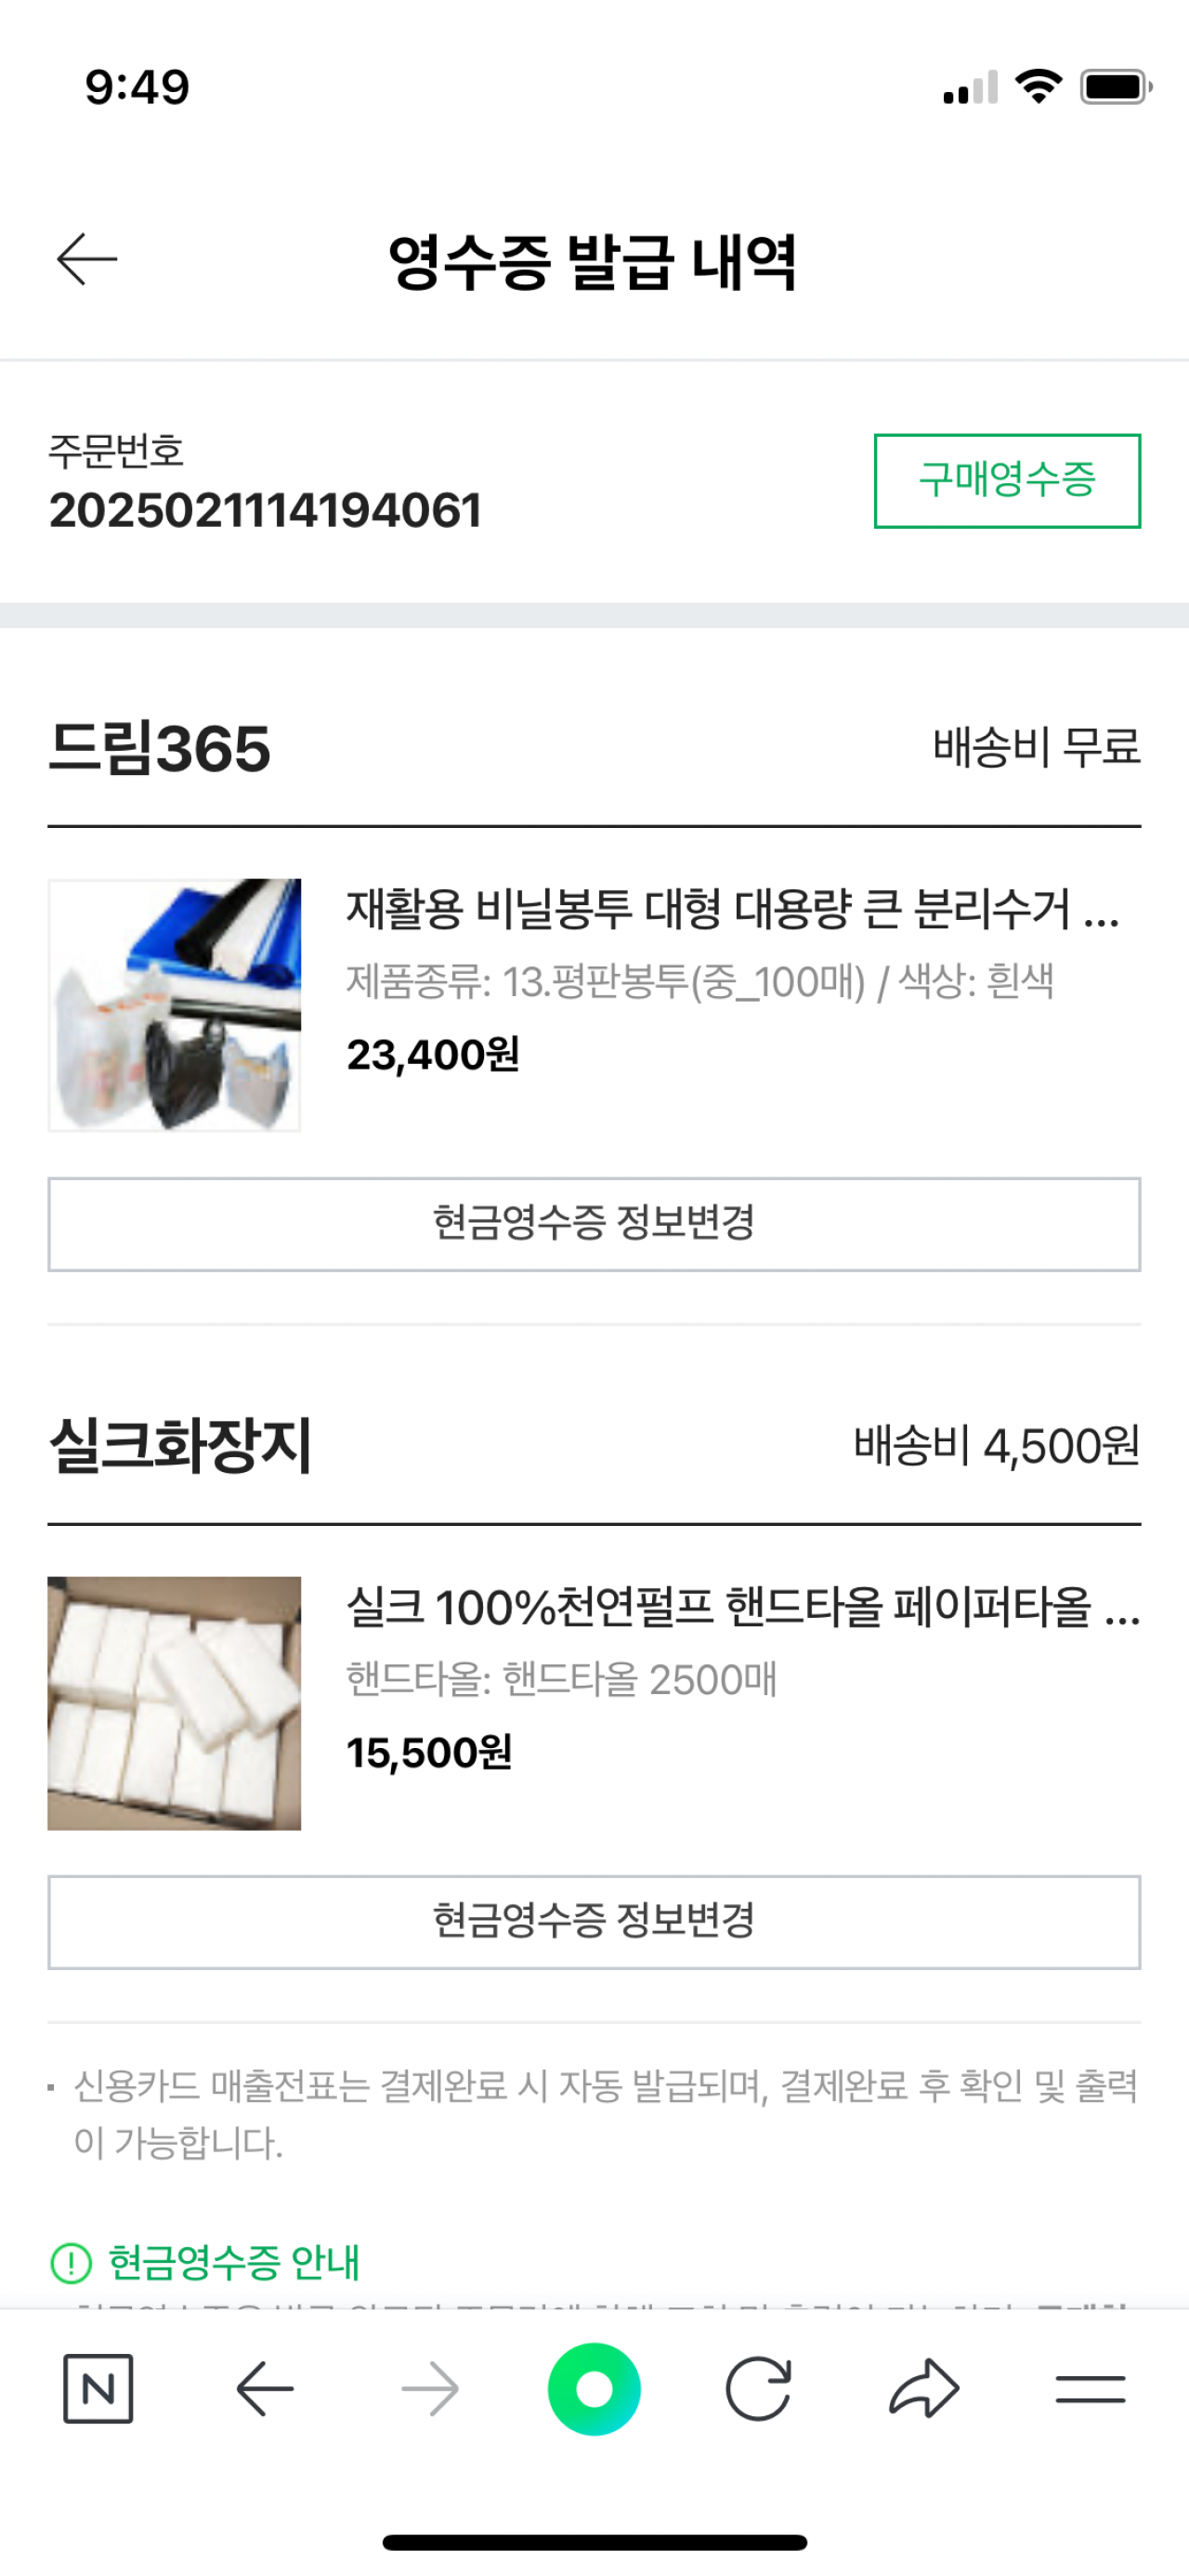 9:49
영수증 발급 내역
주문번호
2025021114194061
구매영수증
드림365
배송비 무료
재활용 비닐봉투 대형 대용량 큰 분리수거 ...
제품종류: 13.평판봉투(중_100매) / 색상: 흰색
23,400원
현금영수증 정보변경
실크화장지
배송비 4,500원
실크 100%천연펄프 핸드타올 페이퍼타올 ...
핸드타올: 핸드타올 2500매
15,500원
현금영수증 정보변경
· 신용카드 매출전표는 결제완료 시 자동 발급되며, 결제완료 후 확인 및 출력
이 가능합니다.
현금영수증 안내
N